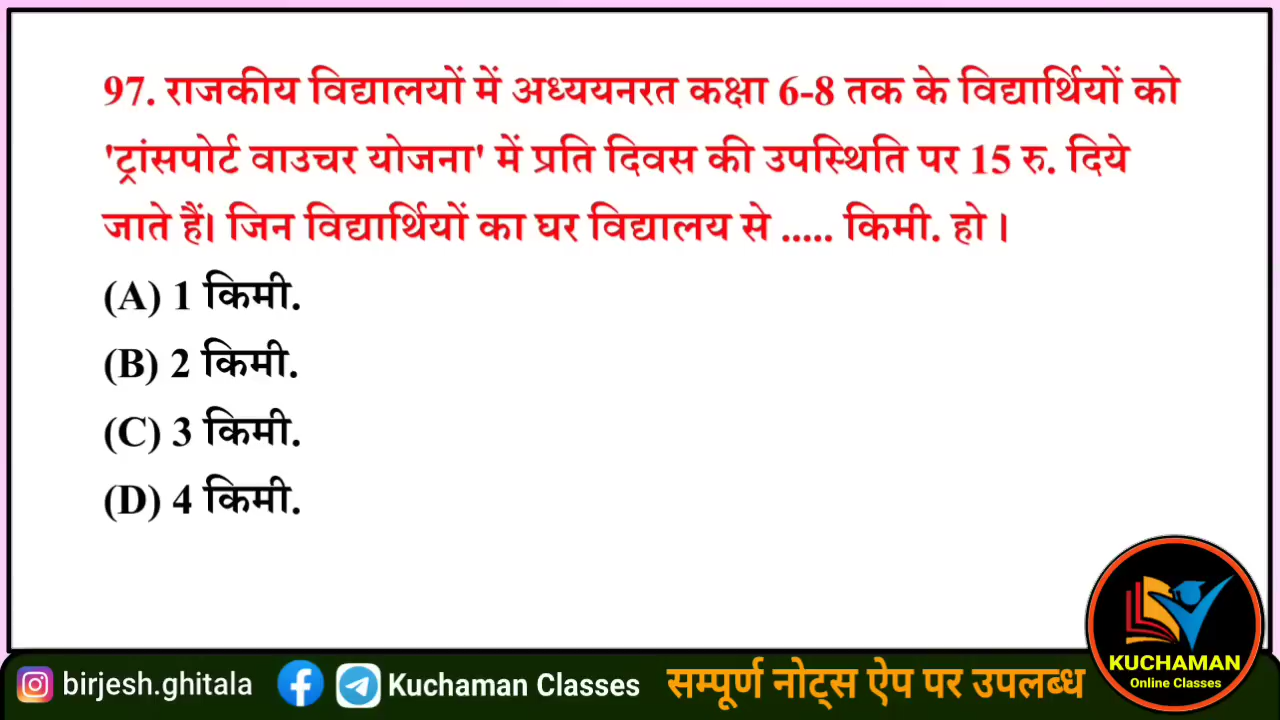 97. राजकीय विद्यालयों में अध्ययनरत कक्षा 6-8 तक के विद्यार्थियों को
'ट्रांसपोर्ट वाउचर योजना' में प्रति दिवस की उपस्थिति पर 15 रु. दिये
जाते हैं। जिन विद्यार्थियों का घर विद्यालय से ..... किमी. हो ।
(A) 1 किमी.
(B) 2 किमी.
(C) 3 किमी.
(D) 4 किमी.
KUCHAMAN
Online Classes
birjesh.ghitala
Kuchaman Classes
सम्पूर्ण नोट्स ऐप पर उपलब्ध